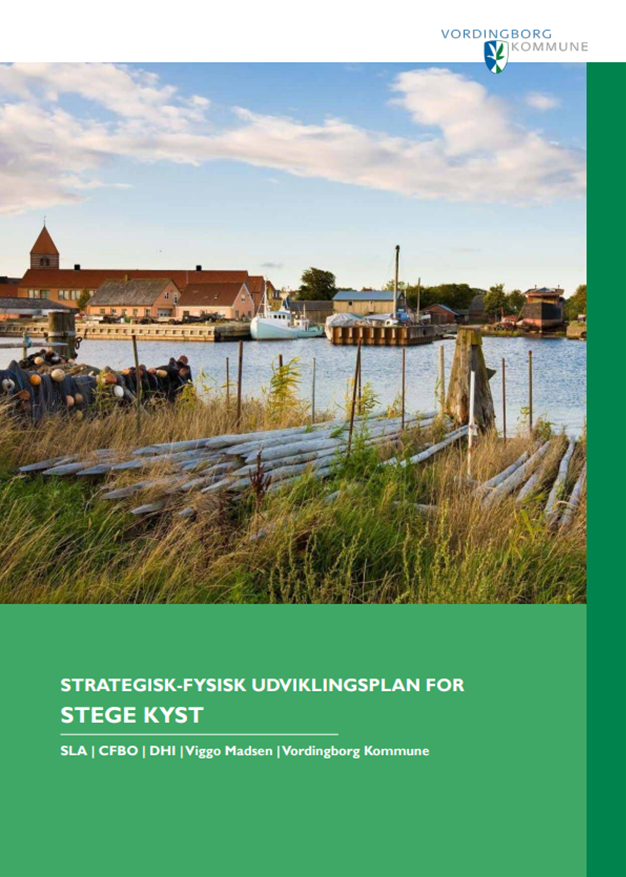 VORDINGBORG
KOMMUNE
STRATEGISK-FYSISK UDVIKLINGSPLAN FOR
STEGE KYST
SLA | CFBO | DHI | Viggo Madsen | Vordingborg Kommune